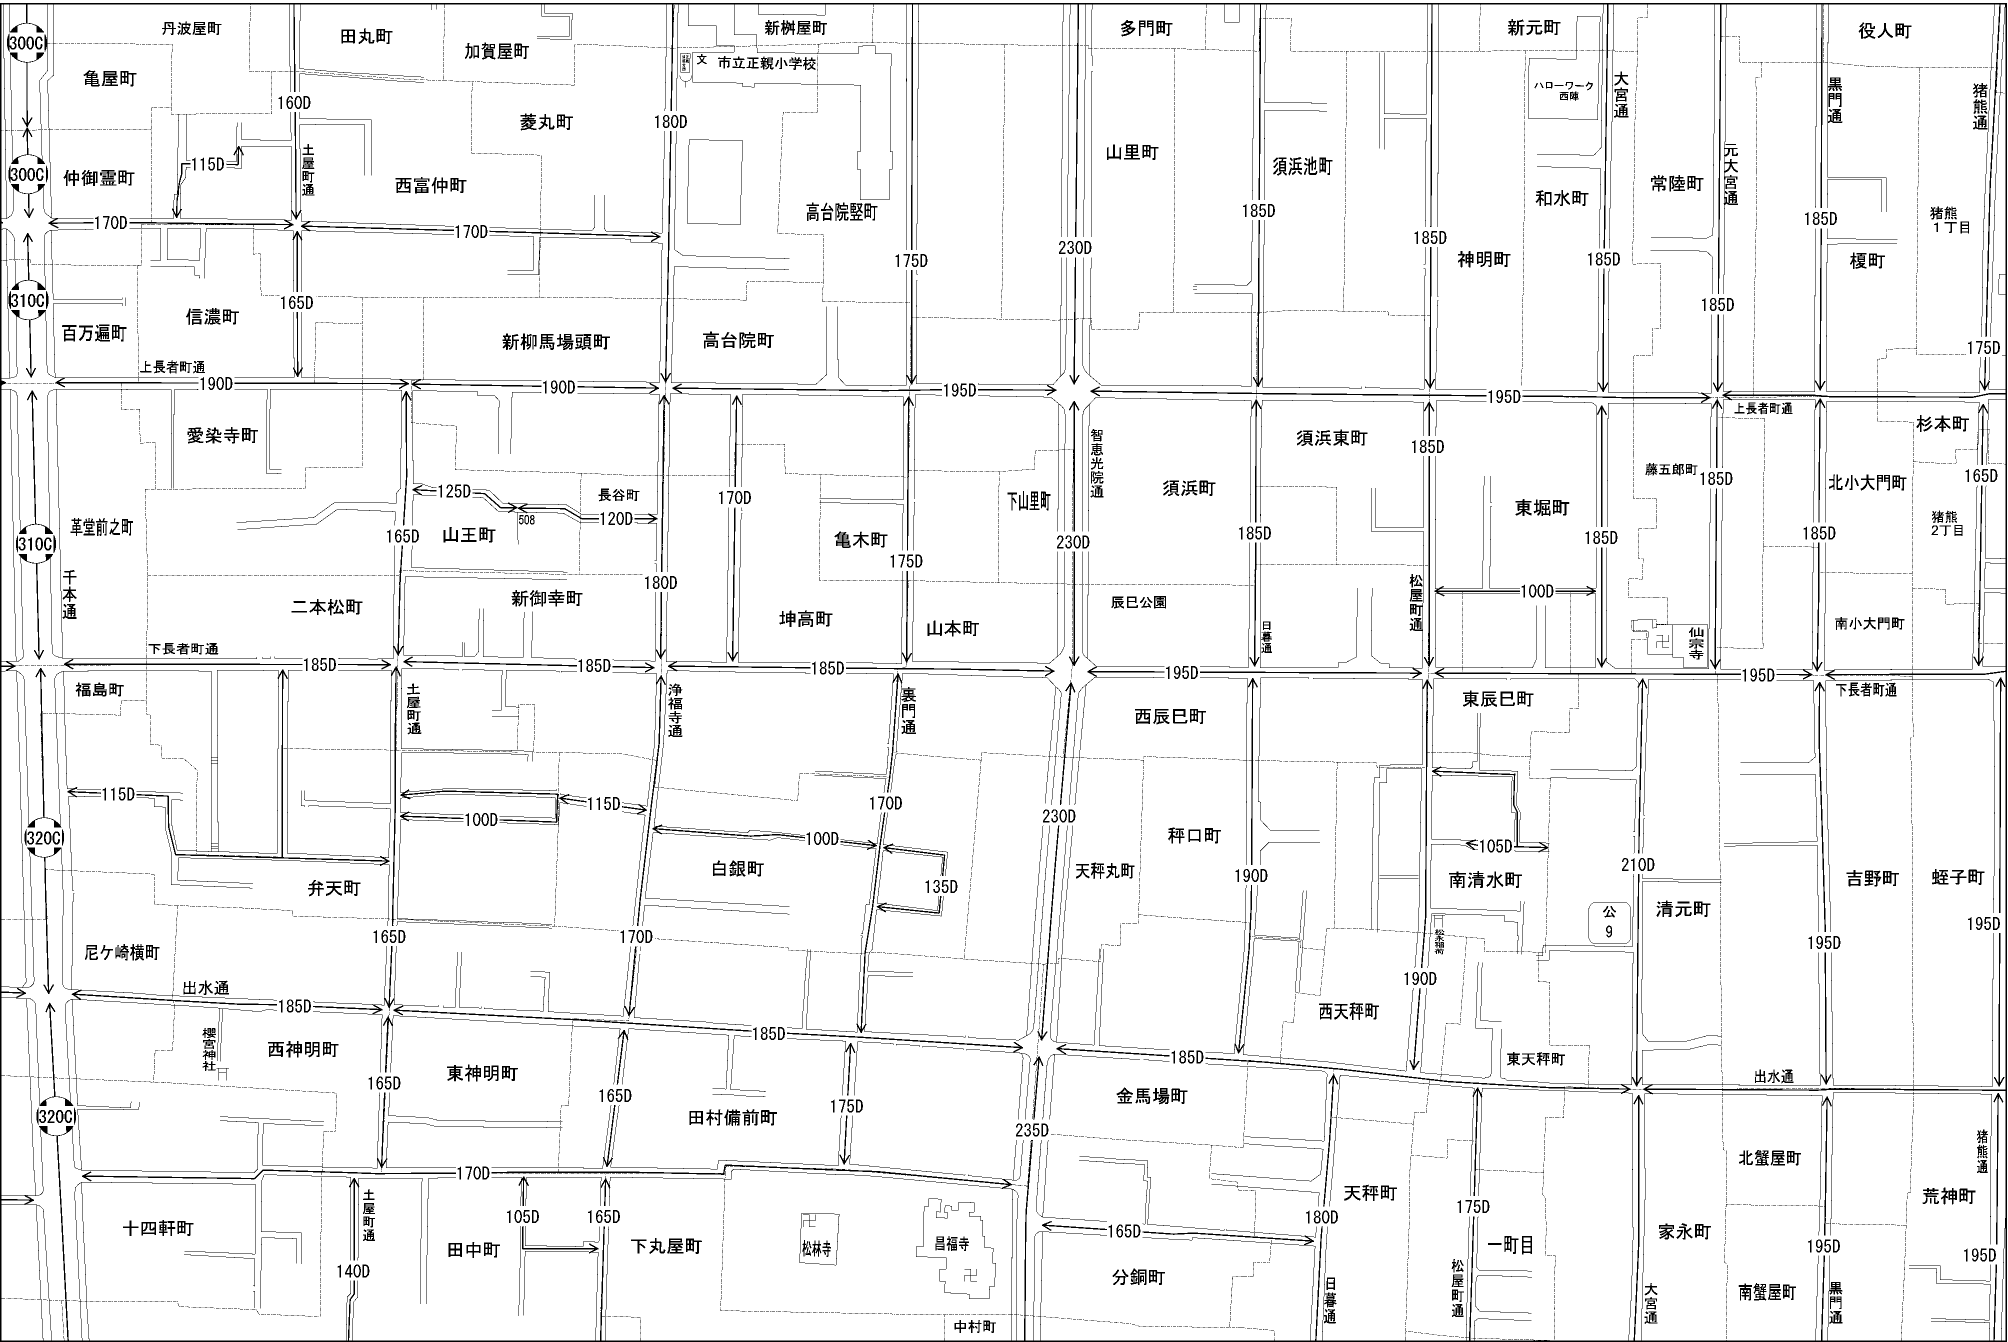 300C
丹波屋町
田丸町
加賀屋町
新桝屋町
多門町
新元町
役人町
亀屋町
文 市立正親小学校
ハローワーク
西陣
大宮通
黒門通
猪熊通
160D
菱丸町
180D
山里町
須浜池町
300C
仲御霊町
115D
土屋町通
西富仲町
高台院竪町
和水町
常陸町
元大宮通
猪熊
1丁目
170D
170D
175D
230D
185D
185D
神明町
185D
185D
榎町
310C
165D
信濃町
185D
百万遍町
新柳馬場頭町
高台院町
175D
上長者町通
190D
190D
195D
195D
上長者町通
愛染寺町
智恵光院通
須浜東町
185D
杉本町
藤五郎町
185D
北小大門町
165D
125D
長谷町
170D
下山里町
須浜町
東堀町
508
120D
革堂前之町
310C
165D
山王町
亀木町
175D
230D
185D
185D
185D
猪熊
2丁目
千本通
180D
松屋町通
100D
二本松町
新御幸町
坤高町
山本町
辰巳公園
日暮通
仙宗寺
南小大門町
下長者町通
185D
185D
185D
195D
195D
下長者町通
福島町
土屋町通
浄福寺通
裏門通
西辰巳町
東辰巳町
115D
115D
100D
170D
230D
320C
100D
秤口町
105D
白銀町
135D
天秤丸町
190D
南清水町
210D
吉野町
蛭子町
弁天町
公
9
清元町
165D
170D
松永稲荷
195D
195D
尼ケ崎横町
190D
出水通
185D
西天秤町
櫻宮神社
西神明町
185D
185D
東天秤町
出水通
165D
東神明町
165D
175D
田村備前町
金馬場町
320C
235D
猪熊通
170D
北蟹屋町
土屋町通
105D
165D
天秤町
175D
180D
荒神町
十四軒町
田中町
下丸屋町
松林寺
昌福寺
165D
一町目
家永町
195D
195D
140D
分銅町
日暮通
松屋町通
大宮通
南蟹屋町
黒門通
中村町